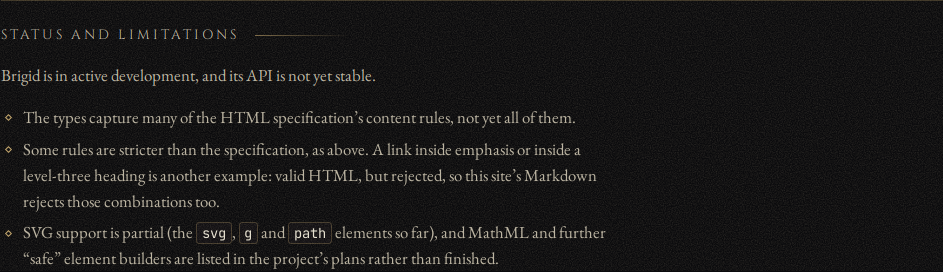 STATUS AND LIMITATIONS
Brigid is in active development, and its API is not yet stable.
The types capture many of the HTML specification’s content rules, not yet all of them.
Some rules are stricter than the specification, as above. A link inside emphasis or inside a
level-three heading is another example: valid HTML, but rejected, so this site’s Markdown
rejects those combinations too.
SVG support is partial (the svg, g and path elements so far), and MathML and further
“safe” element builders are listed in the project’s plans rather than finished.